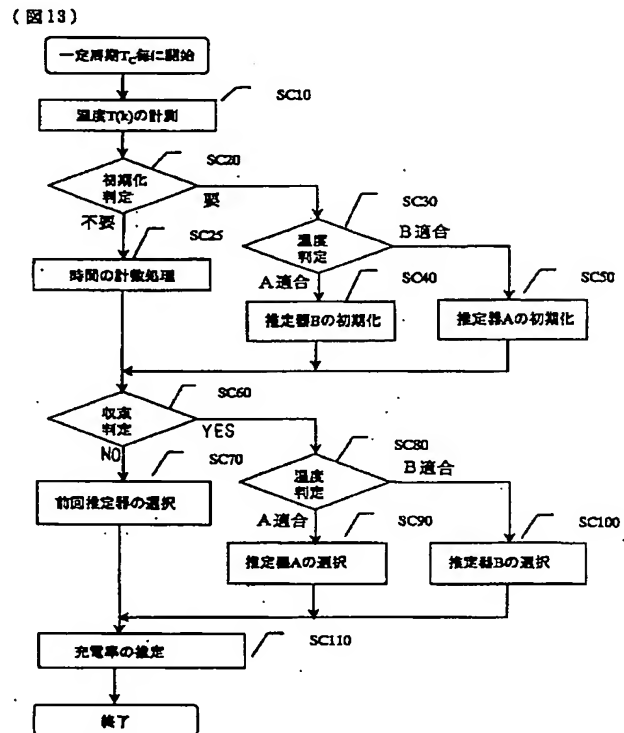 (図13)
一定周期TC毎に開始
SC10
温度T(k)の計測
SC20
初期化
判定
要
不要
SC30
SC25
温度
判定
B適合
時間の計数処理
A適合
SC40
SC50
推定器Bの初期化
推定器Aの初期化
SC60
収束
判定
YES
NO
SC70
SC80
温度
判定
B適合
前回推定器の選択
A適合
SC90
SC100
推定器Aの選択
推定器Bの選択
SC110
充電率の推定
終了